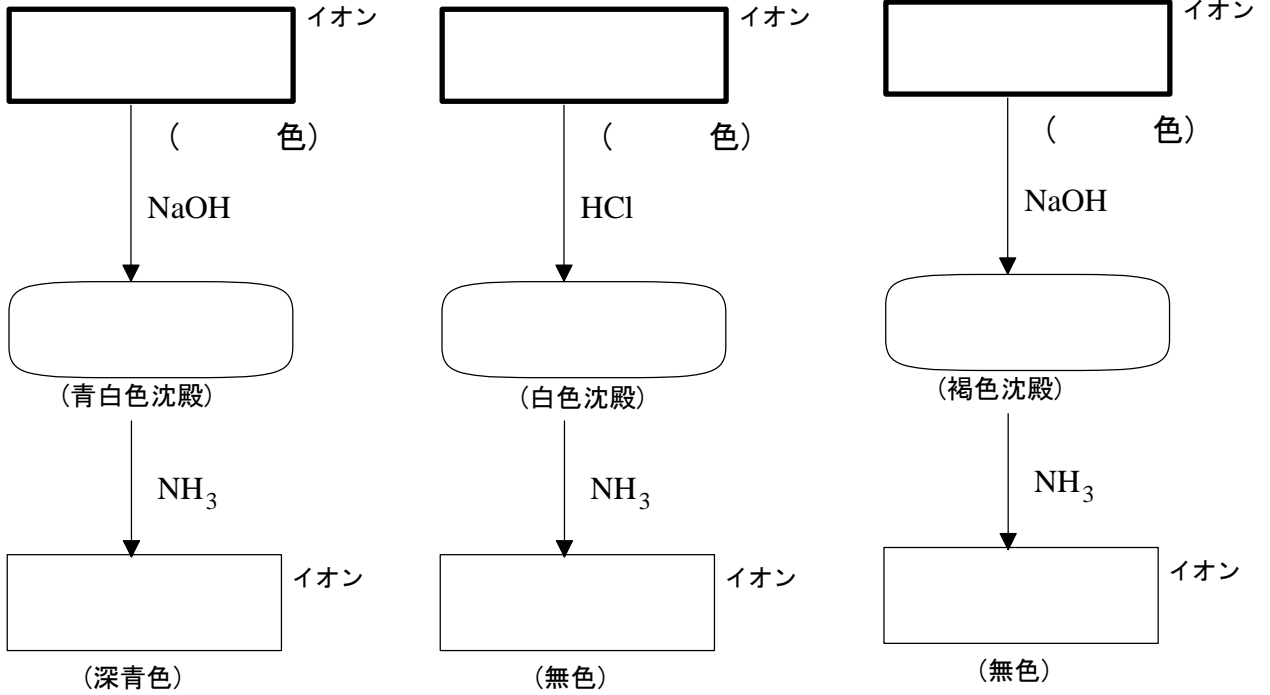 イオン
(　　　色)
NaOH
(青白色沈殿)
NH3
イオン
(深青色)
イオン
(　　　色)
HCl
(白色沈殿)
NH3
イオン
(無色)
イオン
(　　　色)
NaOH
(褐色沈殿)
NH3
イオン
(無色)